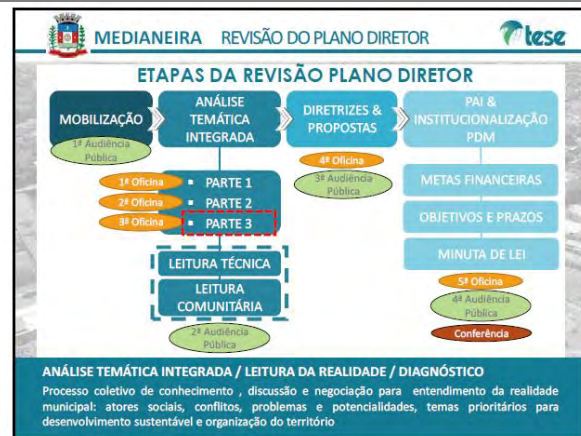 MEDIANEIRA REVISÃO DO PLANO DIRETOR
tese
ETAPAS DA REVISÃO PLANO DIRETOR
MOBILIZAÇÃO
1ª Audiência
Pública
ANÁLISE
TEMÁTICA
INTEGRADA
DIRETRIZES &
PROPOSTAS
PAI &
INSTITUCIONALIZAÇÃO
PDM
4ª Oficina
3ª Audiência
Pública
1ª Oficina
▪ PARTE 1
2ª Oficina
▪ PARTE 2
3ª Oficina
▪ PARTE 3
LEITURA TÉCNICA
LEITURA
COMUNITÁRIA
2ª Audiência
Pública
METAS FINANCEIRAS
OBJETIVOS E PRAZOS
MINUTA DE LEI
5ª Oficina
4ª Audiência
Pública
Conferência
ANÁLISE TEMÁTICA INTEGRADA / LEITURA DA REALIDADE / DIAGNÓSTICO
Processo coletivo de conhecimento , discussão e negociação para entendimento da realidade
municipal: atores sociais, conflitos, problemas e potencialidades, temas prioritários para
desenvolvimento sustentável e organização do território